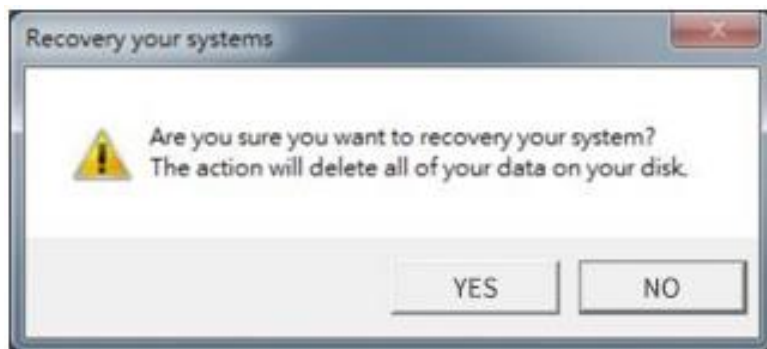 Recovery your systems
Are you sure you want to recovery your system?
The action will delete all of your data on your disk.
YES
NO